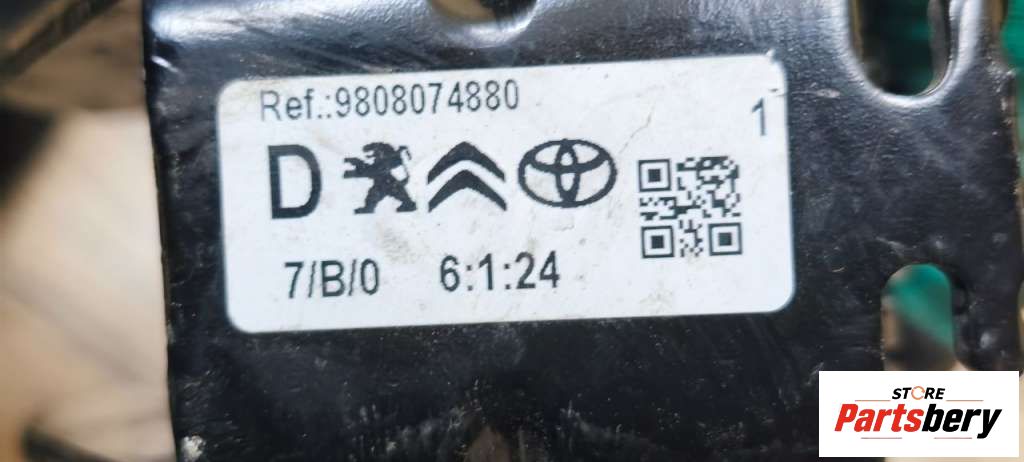 Ref.:9808074880
1
D
7/B/0 6:1:24
STORE
Partsbery